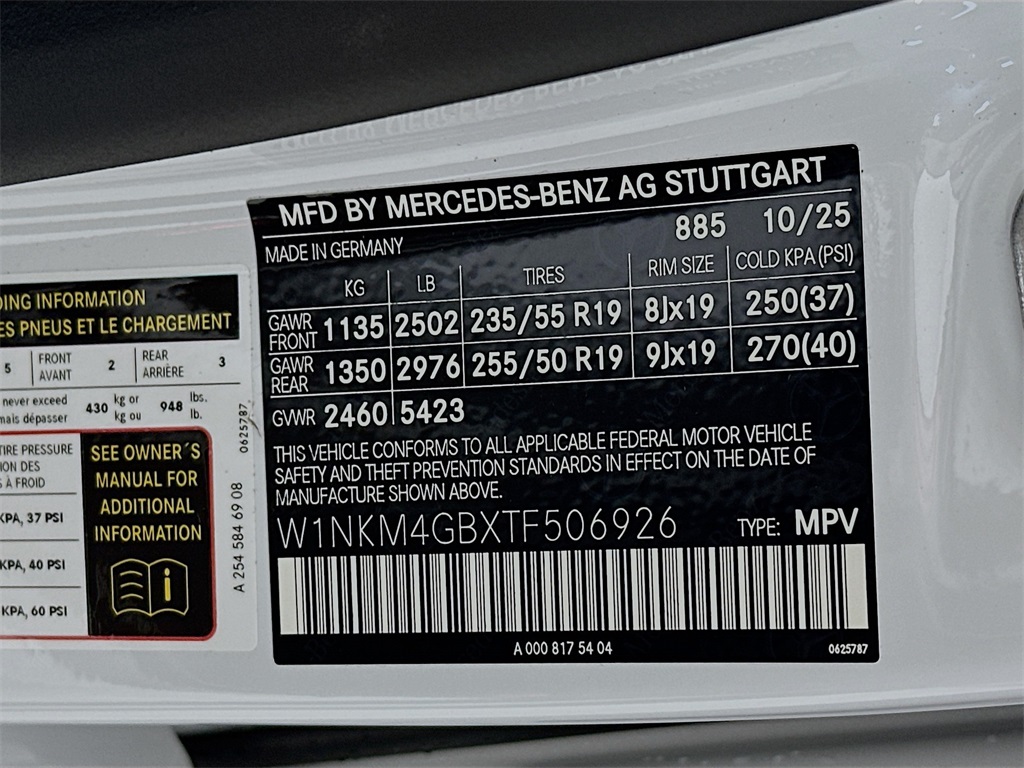 MFD BY MERCEDES-BENZ AG STUTTGART
MADE IN GERMANY 885 10/25
KG LB TIRES RIM SIZE COLD KPA (PSI)
GAWR FRONT 1135 2502 235/55 R19 8Jx19 250(37)
GAWR REAR 1350 2976 255/50 R19 9Jx19 270(40)
GVWR 2460 5423
THIS VEHICLE CONFORMS TO ALL APPLICABLE FEDERAL MOTOR VEHICLE
SAFETY AND THEFT PREVENTION STANDARDS IN EFFECT ON THE DATE OF
MANUFACTURE SHOWN ABOVE.
W1NKM4GBXTF506926 TYPE: MPV
A 000 817 54 04 0625787
DING INFORMATION
ES PNEUS ET LE CHARGEMENT
5 FRONT AVANT 2 REAR ARRIÈRE 3
never exceed 430 kg or 948 lbs.
mais dépasser kg ou lb.
TIRE PRESSURE
ION DES
S À FROID
KPA, 37 PSI
KPA, 40 PSI
KPA, 60 PSI
SEE OWNER´S
MANUAL FOR
ADDITIONAL
INFORMATION
i
A 254 584 69 08
0625787